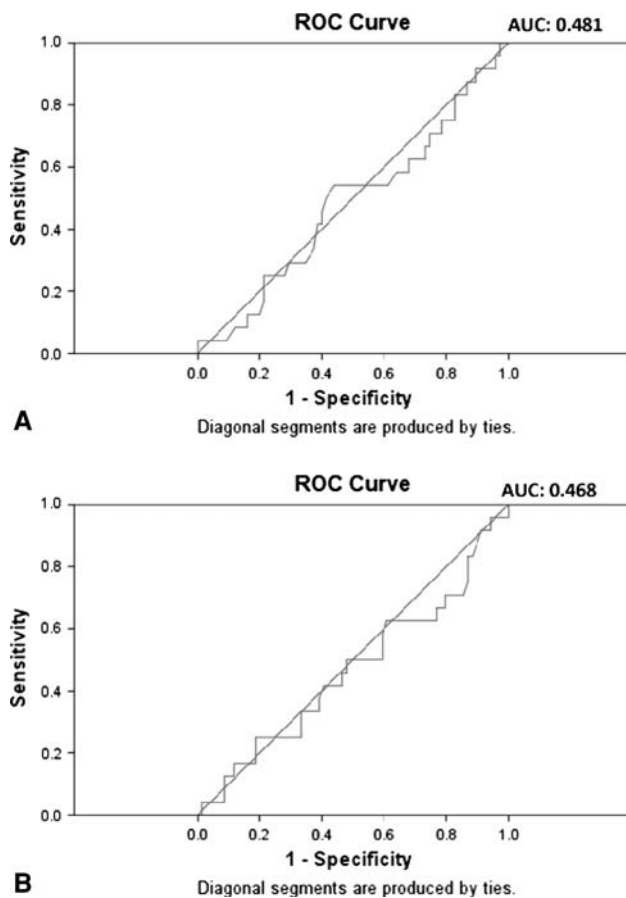 ROC Curve
AUC: 0.481
1.0
0.8
0.6
0.4
0.2
0.0
Sensitivity
0.0 0.2 0.4 0.6 0.8 1.0
1 - Specificity
A
Diagonal segments are produced by ties.
ROC Curve
AUC: 0.468
1.0
0.8
0.6
0.4
0.2
0.0
Sensitivity
0.0 0.2 0.4 0.6 0.8 1.0
1 - Specificity
B
Diagonal segments are produced by ties.